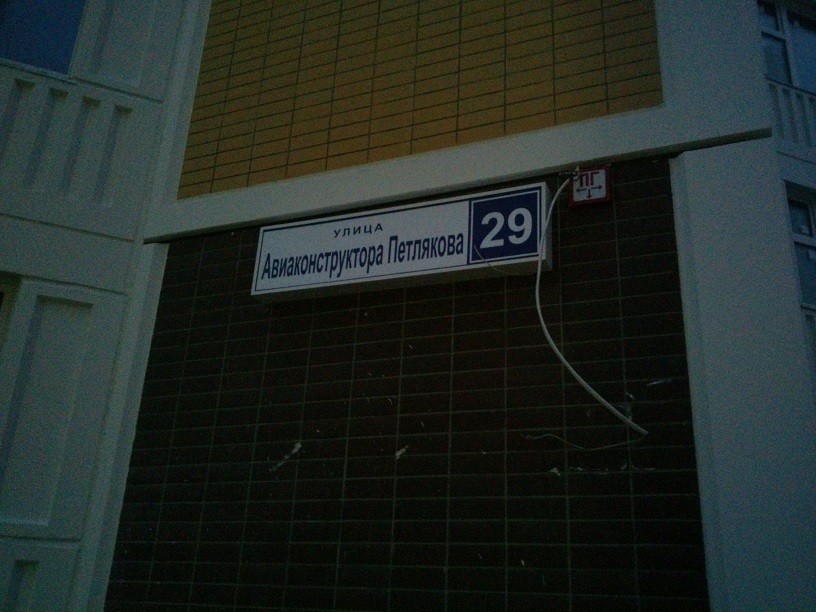 УЛИЦА
Авиаконструктора Петлякова
29
ПГ